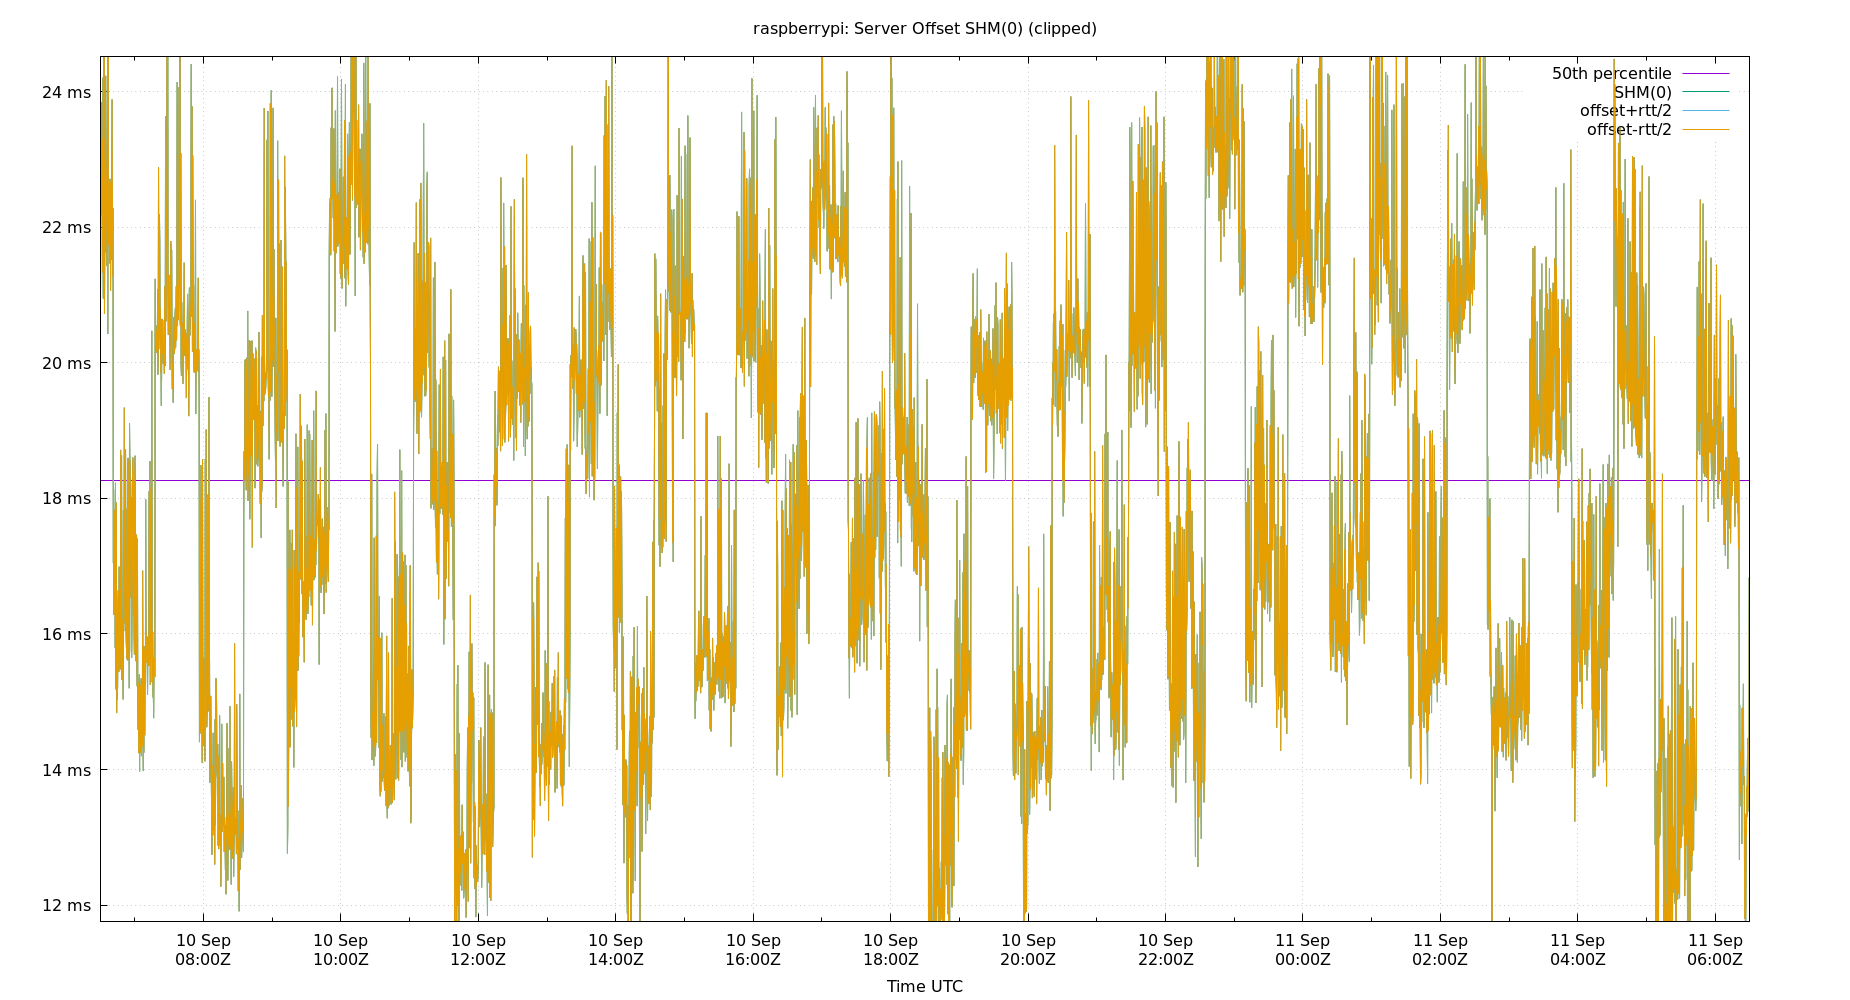 raspberrypi: Server Offset SHM(0) (clipped)
50th percentile
SHM(0)
offset+rtt/2
offset-rtt/2
24 ms
22 ms
20 ms
18 ms
16 ms
14 ms
12 ms
10 Sep 10 Sep 10 Sep 10 Sep 10 Sep 10 Sep 10 Sep 10 Sep 11 Sep 11 Sep 11 Sep 11 Sep
08:00Z 10:00Z 12:00Z 14:00Z 16:00Z 18:00Z 20:00Z 22:00Z 00:00Z 02:00Z 04:00Z 06:00Z
Time UTC